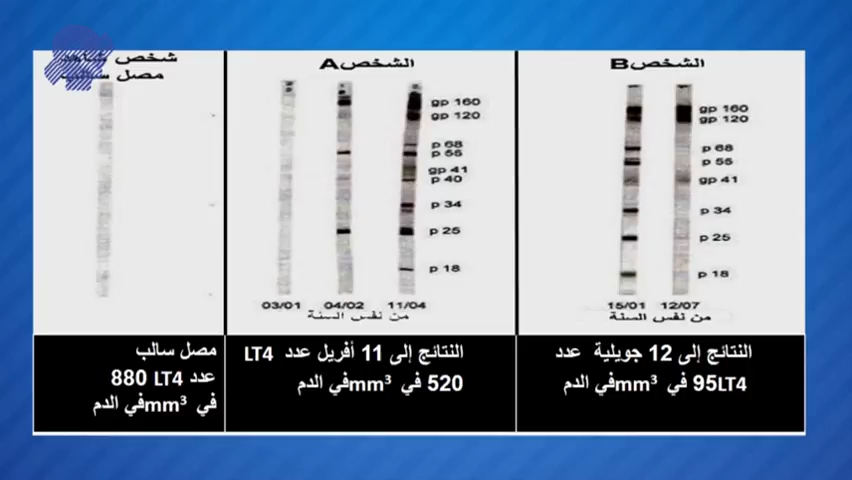 شخص شاهد
مصل سالب
الشخصA
gp 160
gp 120
p 68
p 55
gp 41
p 40
p 34
p 25
p 18
03/01 04/02 11/04
من نفس السنة
الشخصB
gp 160
gp 120
p 68
p 55
gp 41
p 34
p 25
p 18
15/01 12/07
من نفس السنة
مصل سالب
عدد LT4 880
في mm³في الدم
النتائج إلى 11 أفريل عدد LT4
520 في mm³في الدم
النتائج إلى 12 جويلية عدد
95LT4 في mm³في الدم